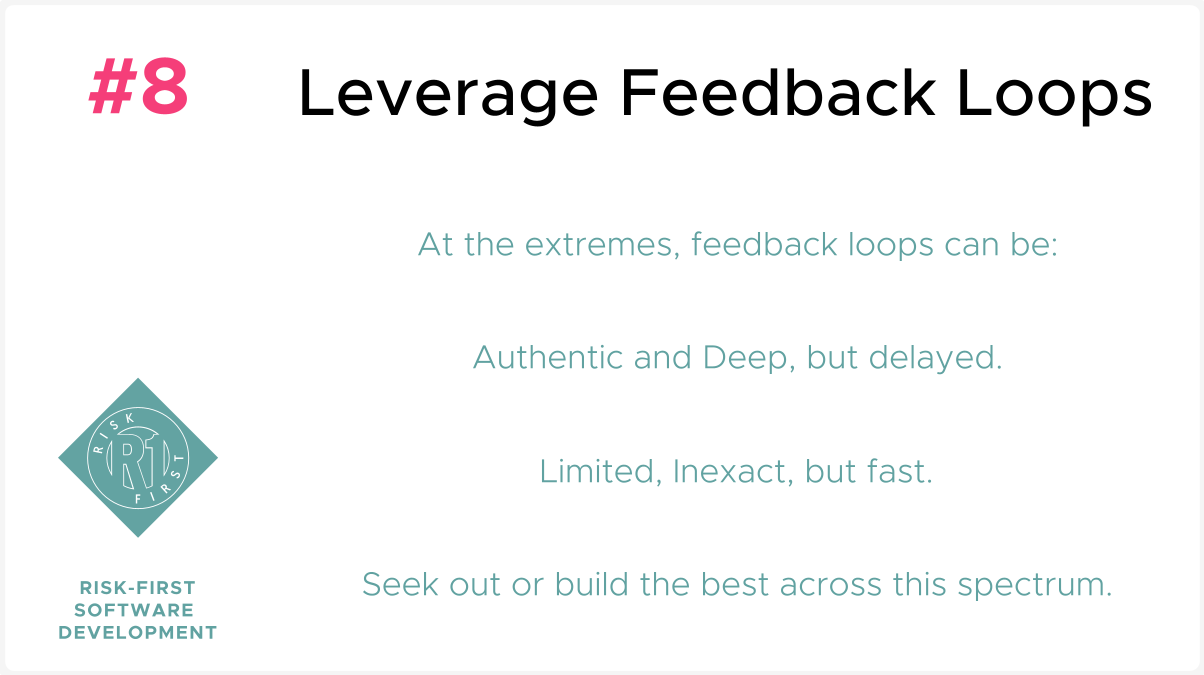 #8
Leverage Feedback Loops
At the extremes, feedback loops can be:
Authentic and Deep, but delayed.
Limited, Inexact, but fast.
Seek out or build the best across this spectrum.
RISK
R1
FIRST
RISK-FIRST
SOFTWARE
DEVELOPMENT